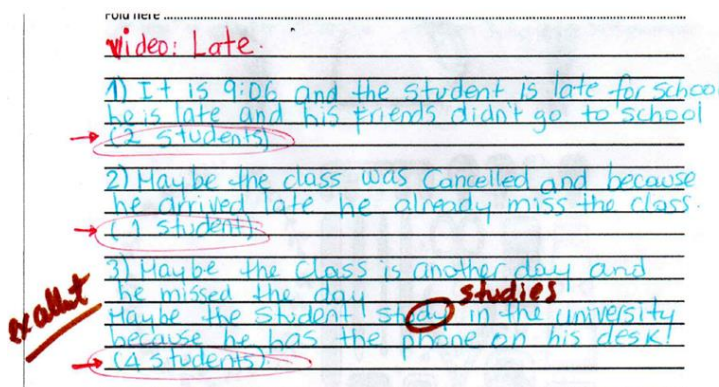 Fold here
Video: Late.
1) It is 9:06 and the student is late for school
he is late and his friends didn't go to school
(2 students)
2) Maybe the class was Cancelled and because
he arrived late he already miss the class.
(1 student)
3) Maybe the class is another day and
he missed the day
studies
Maybe the student study in the university
because he has the phone on his desk!
(4 students).
exallent